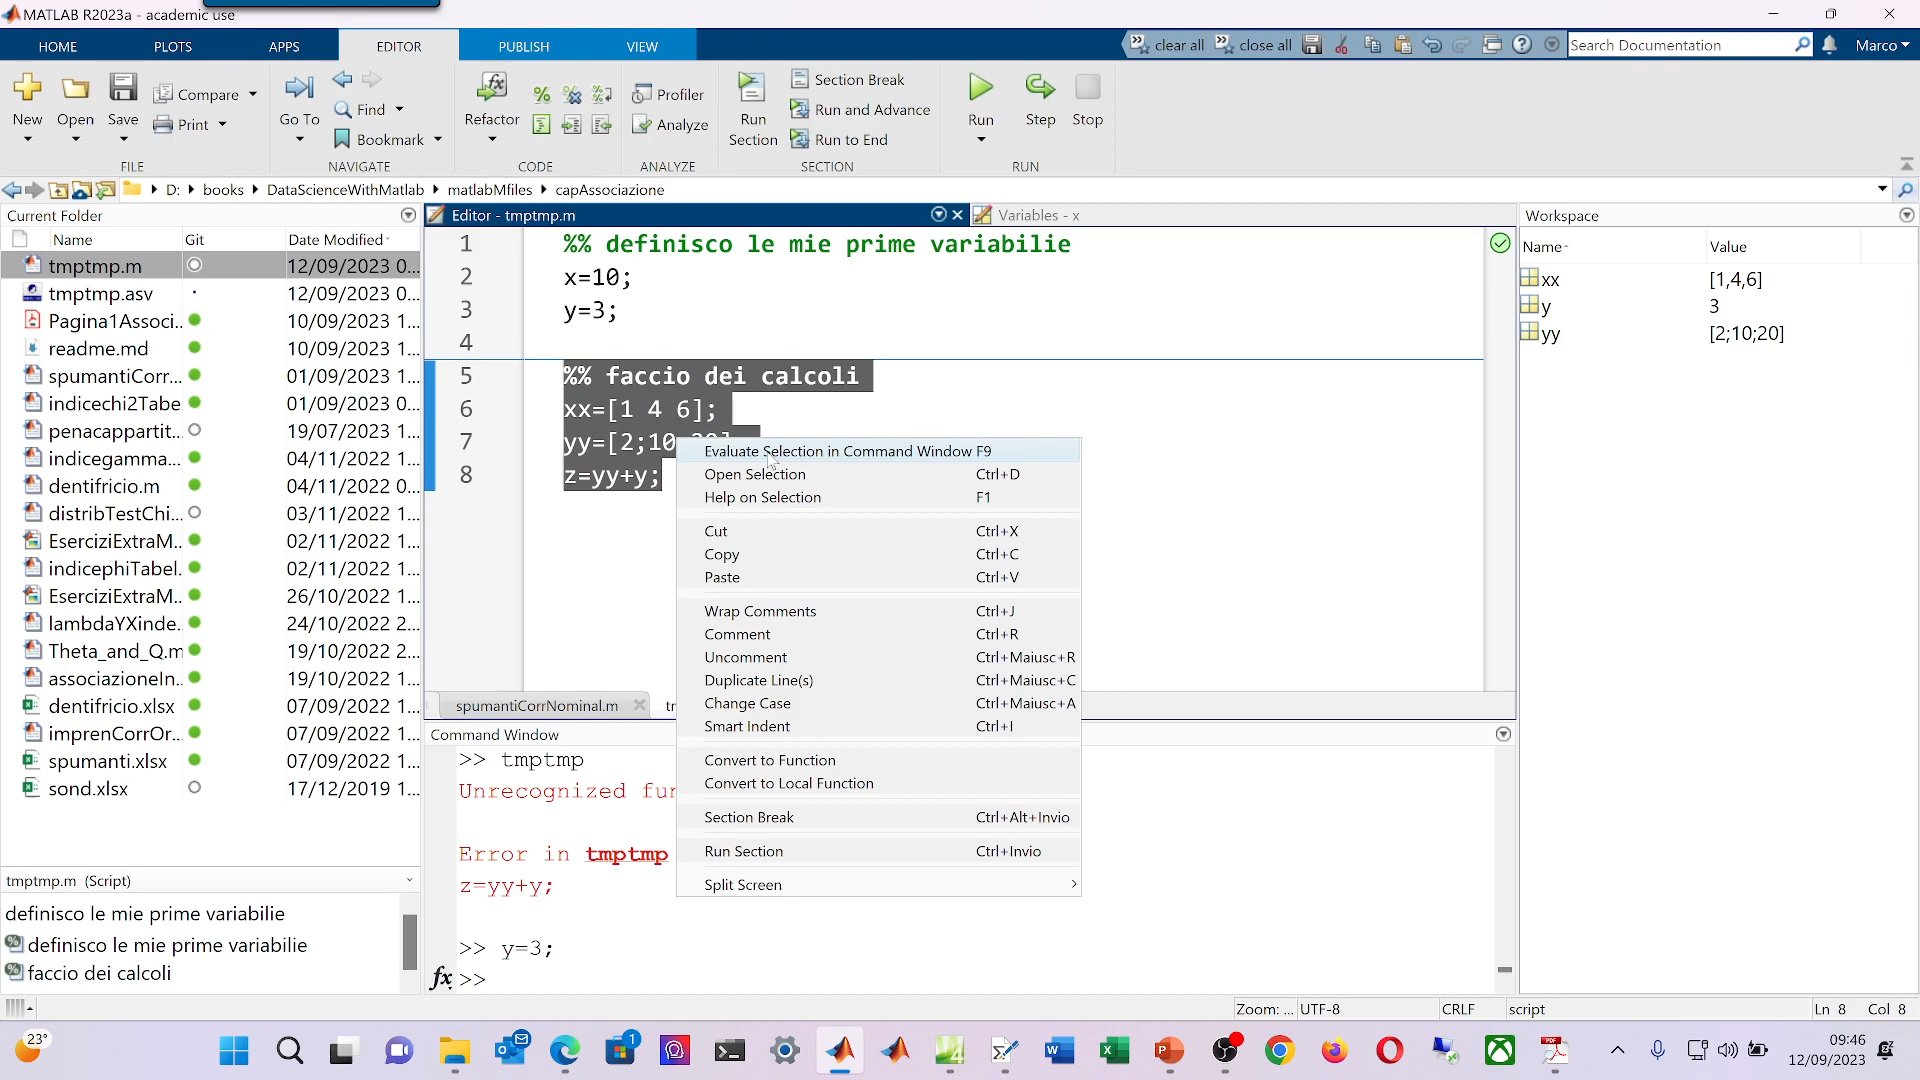 MATLAB R2023a - academic use
HOME PLOTS APPS EDITOR PUBLISH VIEW
clear all close all Search Documentation Marco
New Open Save Compare Print Go To Find Bookmark Refactor Profiler Analyze Run Section Section Break Run and Advance Run to End Run Step Stop
FILE NAVIGATE CODE ANALYZE SECTION RUN
D: books DataScienceWithMatlab matlabMfiles capAssociazione
Current Folder
Name Git Date Modified
tmptmp.m 12/09/2023 0...
tmptmp.asv 12/09/2023 0...
Pagina1Associ... 10/09/2023 1...
readme.md 10/09/2023 1...
spumantiCorr... 01/09/2023 1...
indicechi2Tabe 01/09/2023 0...
penacappartit... 19/07/2023 1...
indicegamma... 04/11/2022 1...
dentifricio.m 04/11/2022 0...
distribTestChi... 03/11/2022 1...
EserciziExtraM.. 02/11/2022 1...
indicephiTabel. 02/11/2022 1...
EserciziExtraM.. 26/10/2022 1...
lambdaYXinde. 24/10/2022 2...
Theta_and_Q.m 19/10/2022 2...
associazioneIn.. 19/10/2022 1...
dentifricio.xlsx 07/09/2022 1...
imprenCorrOr... 07/09/2022 1...
spumanti.xlsx 07/09/2022 1...
sond.xlsx 17/12/2019 1...
tmptmp.m (Script)
definisco le mie prime variabilie
definisco le mie prime variabilie
faccio dei calcoli
Editor - tmptmp.m
Variables - x
1 %% definisco le mie prime variabilie
2 x=10;
3 y=3;
4
5 %% faccio dei calcoli
6 xx=[1 4 6];
7 yy=[2;10
8 z=yy+y;
Evaluate Selection in Command Window F9
Open Selection Ctrl+D
Help on Selection F1
Cut Ctrl+X
Copy Ctrl+C
Paste Ctrl+V
Wrap Comments Ctrl+J
Comment Ctrl+R
Uncomment Ctrl+Maiusc+R
Duplicate Line(s) Ctrl+Maiusc+C
Change Case Ctrl+Maiusc+A
Smart Indent Ctrl+I
Convert to Function
Convert to Local Function
Section Break Ctrl+Alt+Invio
Run Section Ctrl+Invio
Split Screen
spumantiCorrNominal.m
Command Window
>> tmptmp
Unrecognized fun
Error in tmptmp
z=yy+y;
>> y=3;
fx >>
Workspace
Name Value
xx [1,4,6]
y 3
yy [2;10;20]
Zoom: ... UTF-8 CRLF script Ln 8 Col 8
23°
1
09:46
12/09/2023